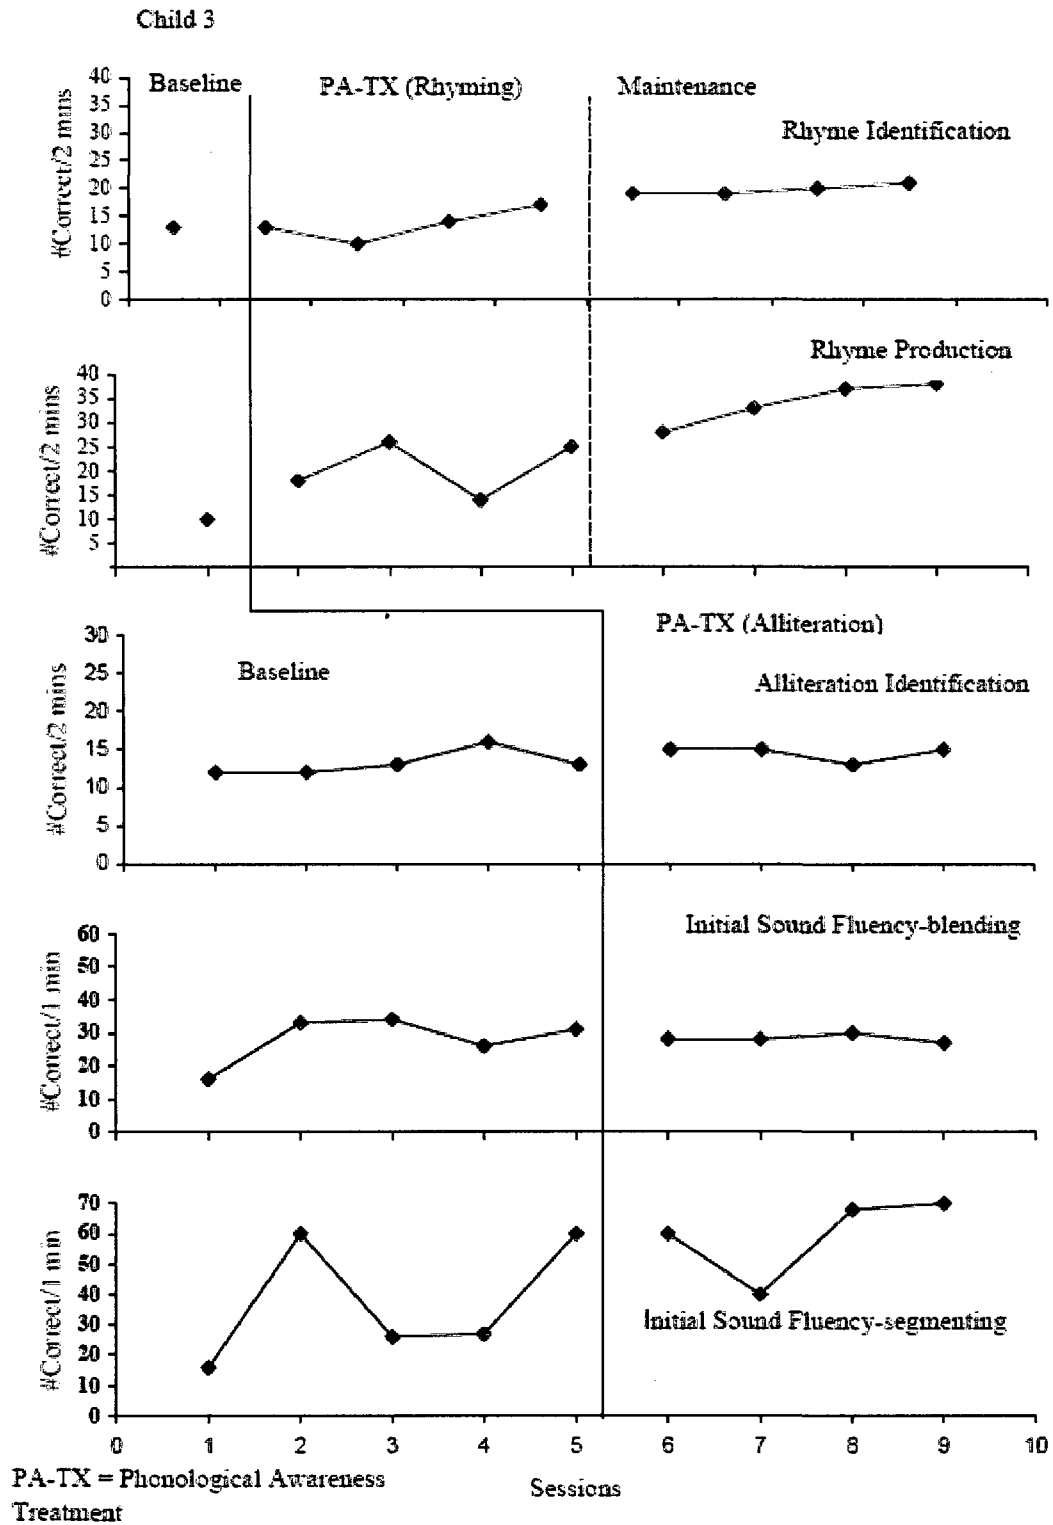 Child 3
Baseline PA-TX (Rhyming) Maintenance
Rhyme Identification
#Correct/2 mins
40
35
30
25
20
15
10
5
0
Rhyme Production
#Correct/2 mins
40
35
30
25
20
15
10
5
PA-TX (Alliteration)
Baseline
Alliteration Identification
#Correct/2 mins
30
25
20
15
10
5
0
Initial Sound Fluency-blending
#Correct/1 min
60
50
40
30
20
10
0
Initial Sound Fluency-segmenting
#Correct/1 min
70
60
50
40
30
20
10
0
0 1 2 3 4 5 6 7 8 9 10
Sessions
PA-TX = Phonological Awareness
Treatment